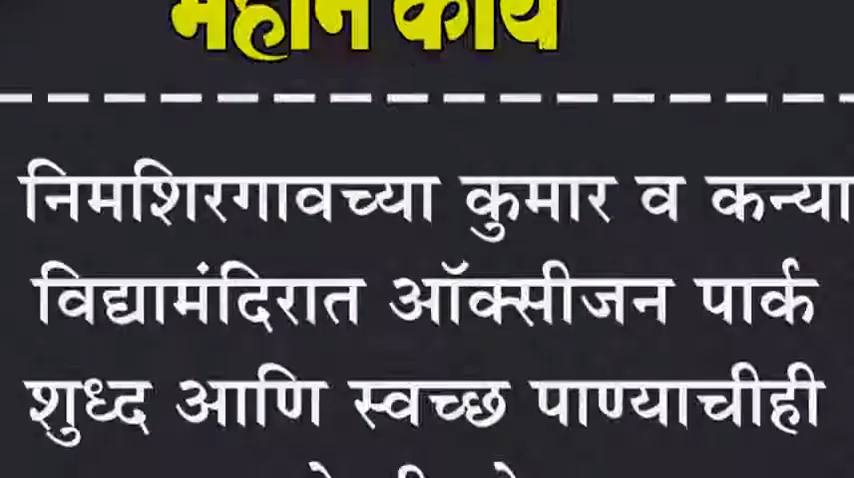 महान कार्य
निमशिरगावच्या कुमार व कन्या
विद्यामंदिरात ऑक्सीजन पार्क
शुध्द आणि स्वच्छ पाण्याचीही